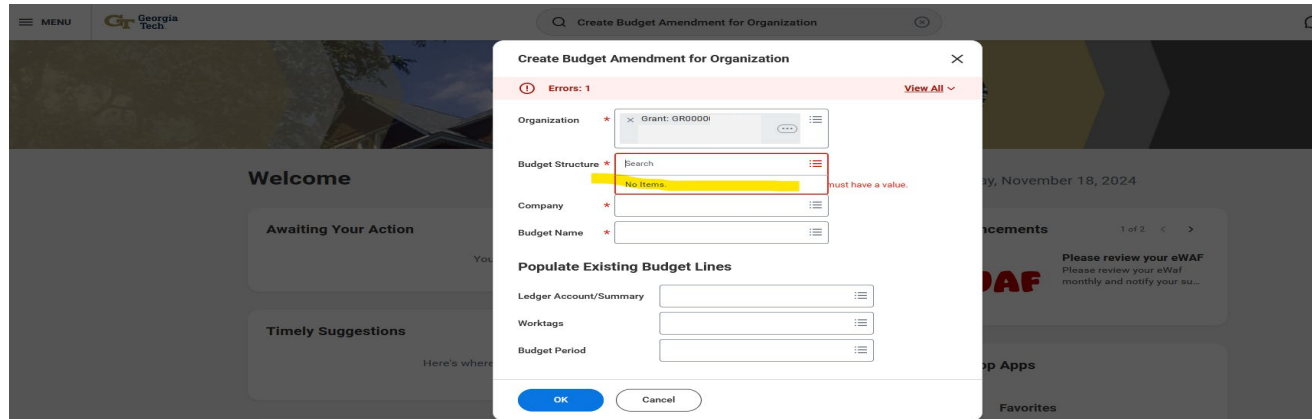 MENU
Georgia
Tech
Create Budget Amendment for Organization
Create Budget Amendment for Organization
Errors: 1
View All
Organization *
Grant: GR0000
Budget Structure *
Search
No Items.
must have a value.
Company *
Budget Name *
Populate Existing Budget Lines
Ledger Account/Summary
Worktags
Budget Period
OK
Cancel
Welcome
November 18, 2024
Awaiting Your Action
1 of 2
Please review your eWAF
Please review your eWaf
monthly and notify your su...
Timely Suggestions
Here's where
Apps
Favorites